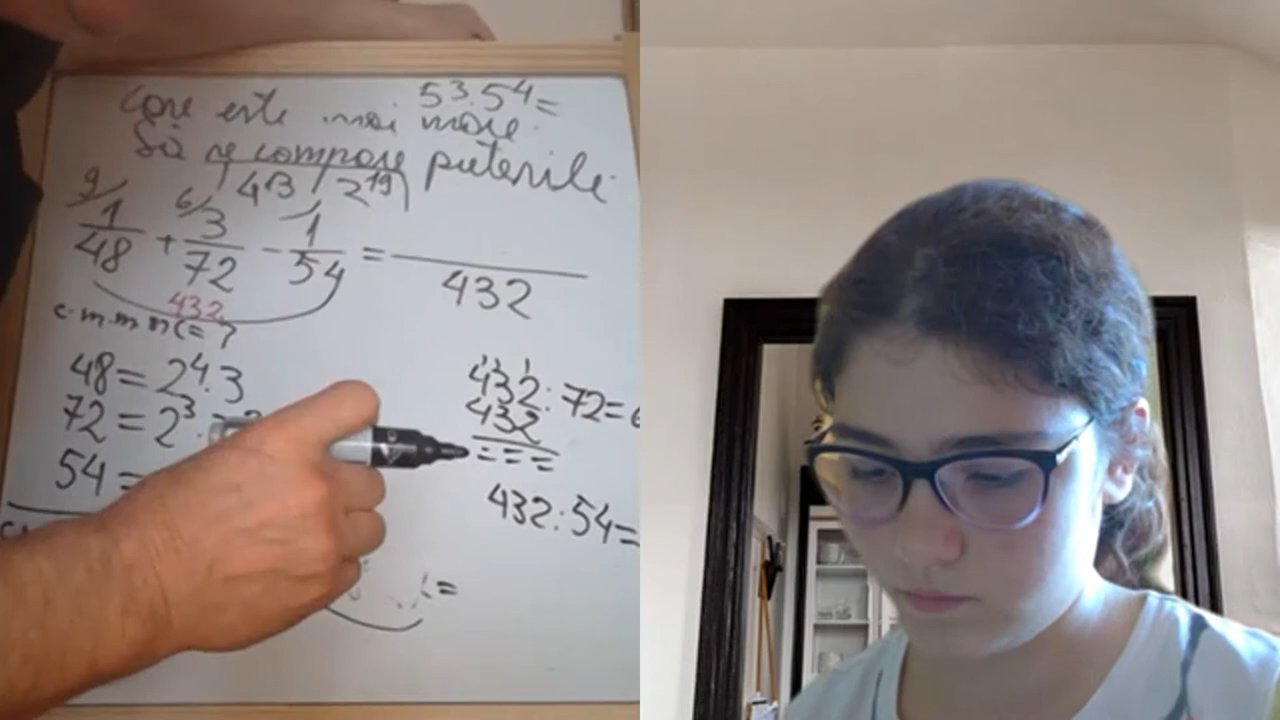 5³·5⁴=
Care este mai mare
Să se compare puterile
4¹³ 2¹⁹
9/ 6/
1/48 + 3/72 - 1/54 = /432
432
c.m.m.m.c= ?
48= 2⁴·3
72 = 2³·
54=
432:72=6
432
===
432:54=
=